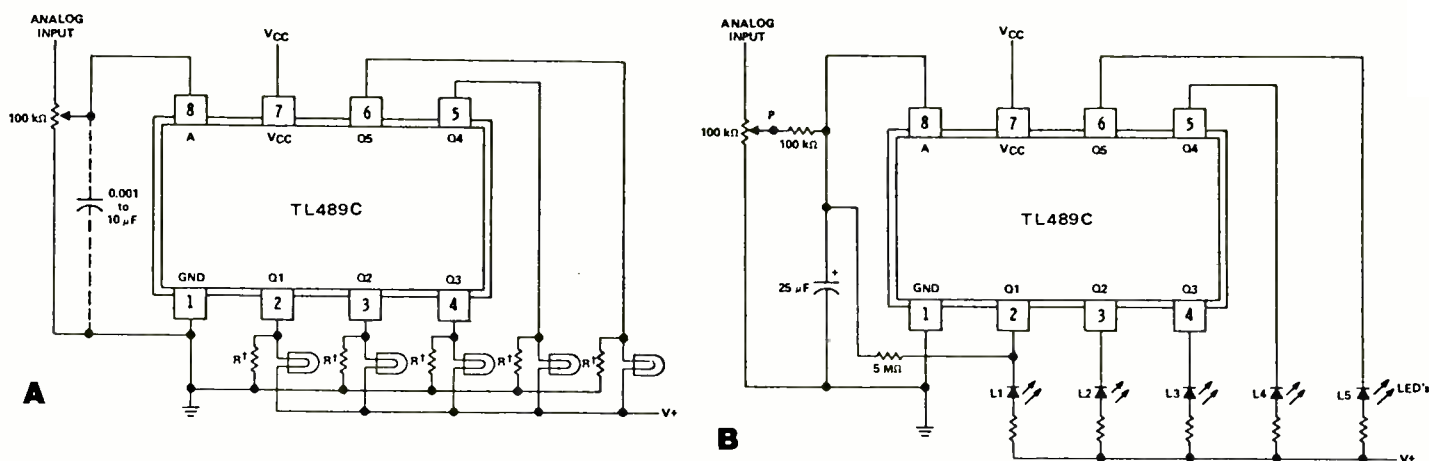 ANALOG
INPUT
VCC
100 kΩ
8
7
6
5
A
VCC
Q5
Q4
0.001
to
10 µF
TL489C
GND
Q1
Q2
Q3
1
2
3
4
R†
R†
R†
R†
R†
V+
A
ANALOG
INPUT
VCC
P
100 kΩ
100 kΩ
8
7
6
5
A
VCC
Q5
Q4
TL489C
+
25 µF
GND
Q1
Q2
Q3
1
2
3
4
5 MΩ
L1
L2
L3
L4
L5
LED's
V+
B